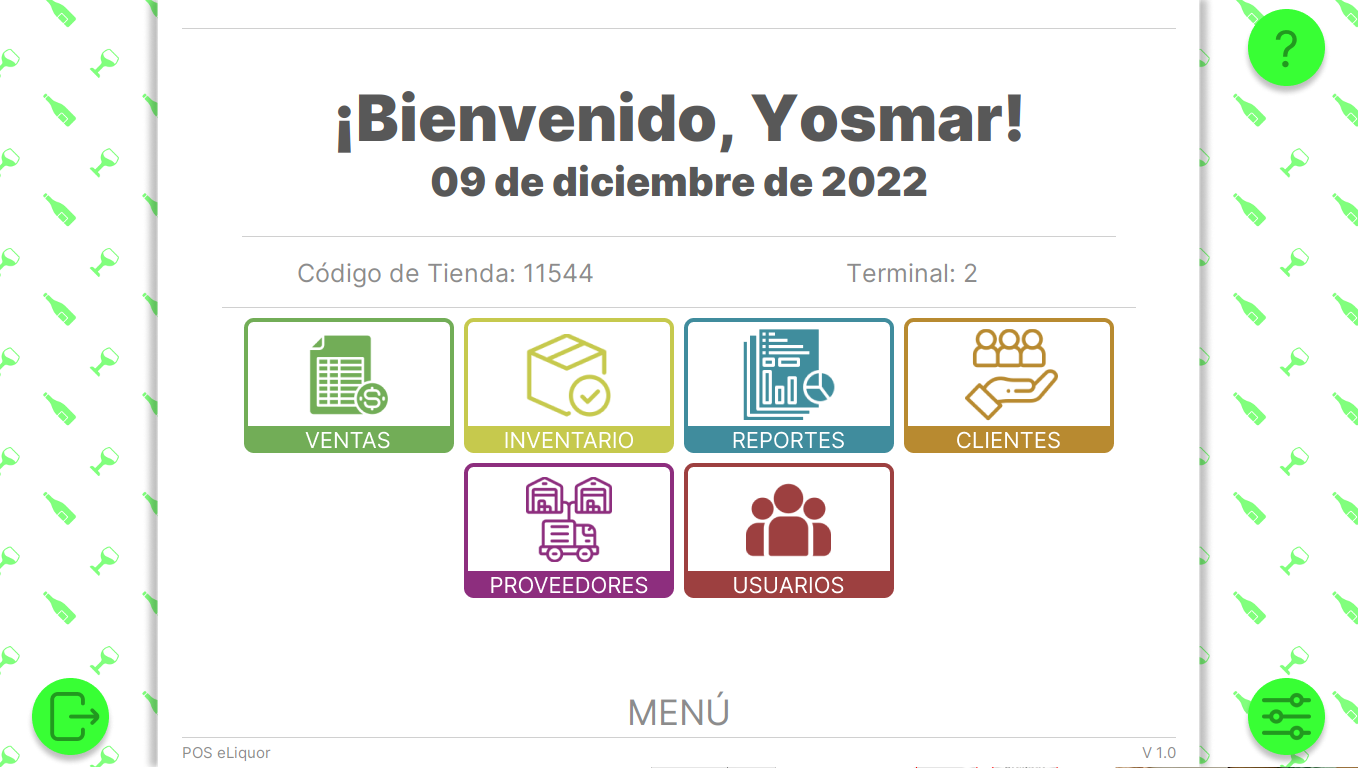 ?
¡Bienvenido, Yosmar!
09 de diciembre de 2022
Código de Tienda: 11544 Terminal: 2
$
VENTAS INVENTARIO REPORTES CLIENTES
PROVEEDORES USUARIOS
MENÚ
POS eLiquor V 1.0